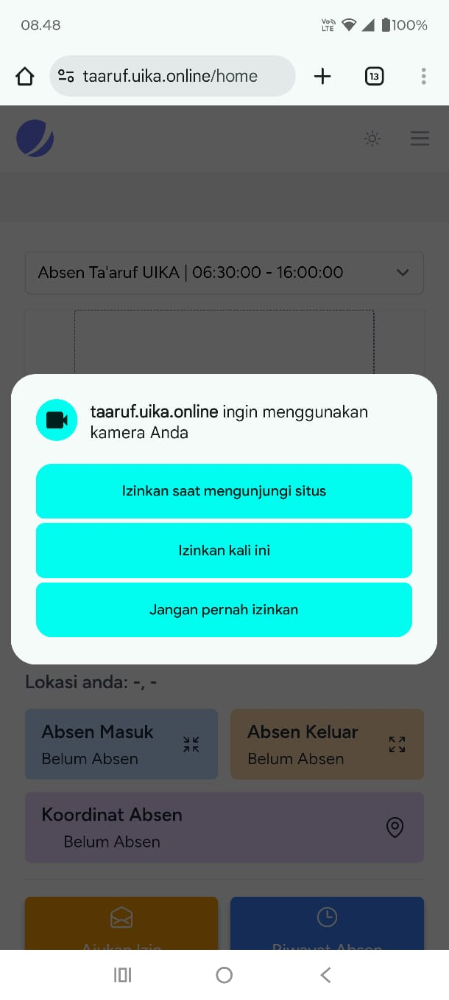 08.48
Vo)) LTE
100%
taaruf.uika.online/home
13
Absen Ta'aruf UIKA | 06:30:00 - 16:00:00
taaruf.uika.online ingin menggunakan
kamera Anda
Izinkan saat mengunjungi situs
Izinkan kali ini
Jangan pernah izinkan
Lokasi anda: -, -
Absen Masuk
Belum Absen
Absen Keluar
Belum Absen
Koordinat Absen
Belum Absen
Ajukan Izin
Riwayat Absen